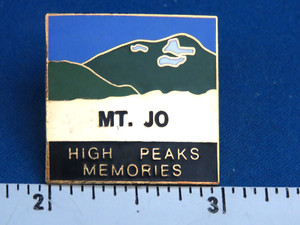 MT. JO
HIGH PEAKS
MEMORIES
2 3